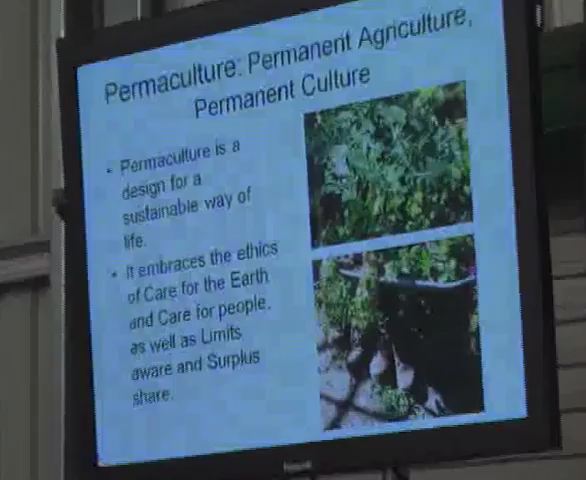 Permaculture: Permanent Agriculture,
Permanent Culture
• Permaculture is a
design for a
sustainable way of
life.
• It embraces the ethics
of Care for the Earth
and Care for people,
as well as Limits
aware and Surplus
share.